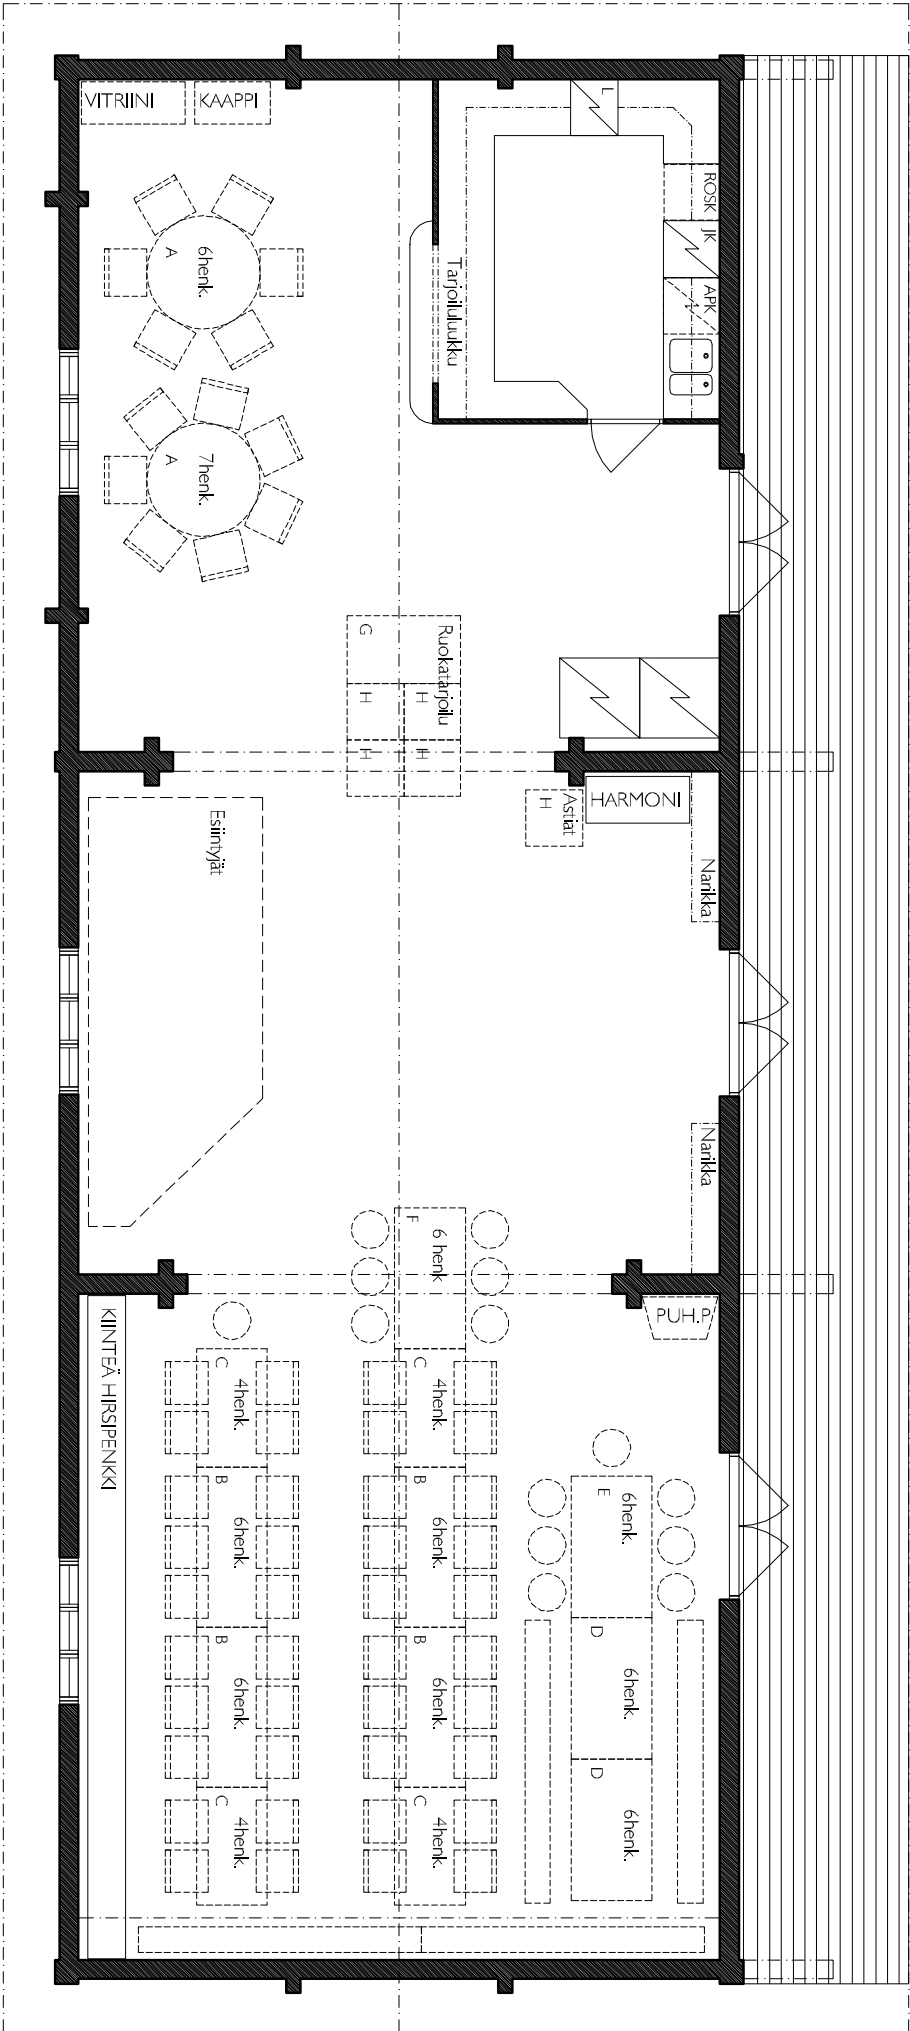 VITRIINI
KAAPPI
L
ROSK
JK
APK
Tarjoiluluukku
6henk.
A
7henk.
A
Ruokatarjoilu
G
H
H
H
H
HARMONI
Astiat
H
Narikka
Esiintyjät
Narikka
6 henk
F
PUH.P.
KIINTEÄ HIRSIPENKKI
4henk.
C
4henk.
C
6henk.
E
6henk.
B
6henk.
B
6henk.
D
6henk.
B
6henk.
B
6henk.
D
4henk.
C
4henk.
C